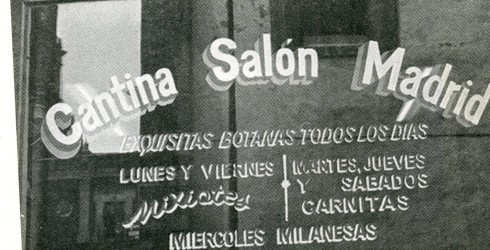 Cantina Salón Madrid
EXQUISITAS BOTANAS TODOS LOS DIAS
LUNES Y VIERNES
Mixiotes
MARTES, JUEVES
Y SABADOS
CARNITAS
MIERCOLES MILANESAS